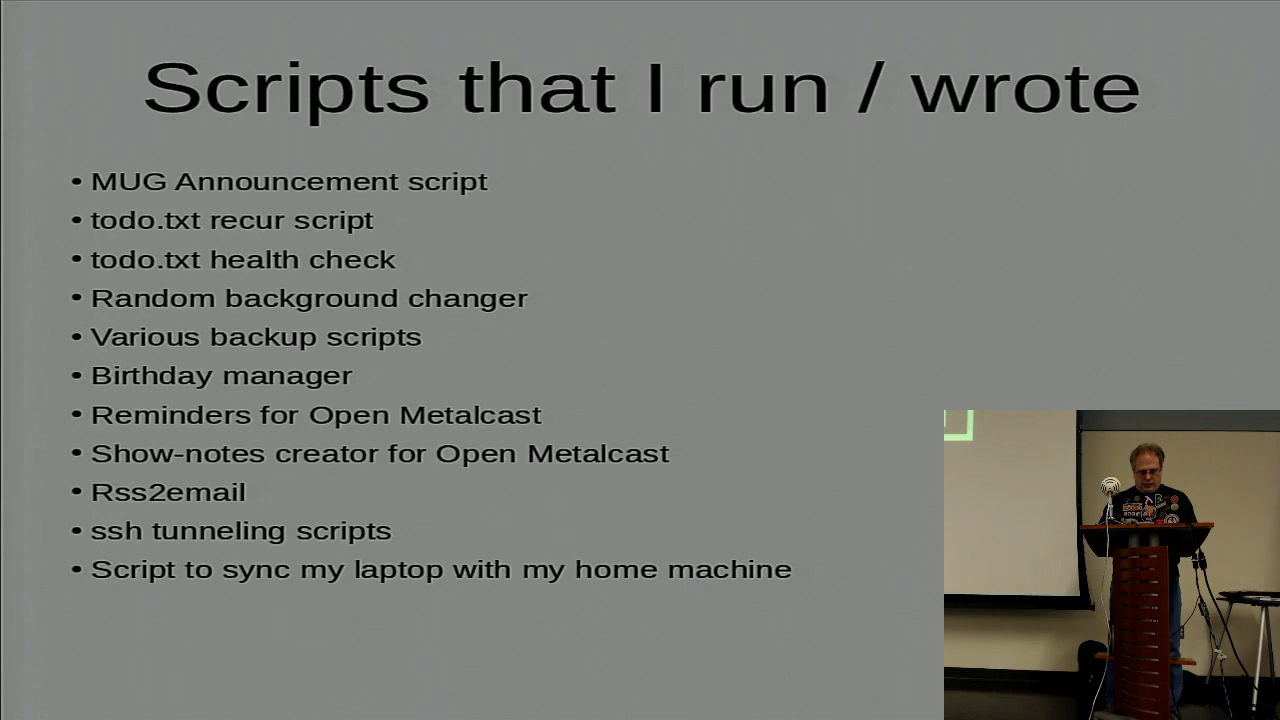 Scripts that I run / wrote
• MUG Announcement script
• todo.txt recur script
• todo.txt health check
• Random background changer
• Various backup scripts
• Birthday manager
• Reminders for Open Metalcast
• Show-notes creator for Open Metalcast
• Rss2email
• ssh tunneling scripts
• Script to sync my laptop with my home machine